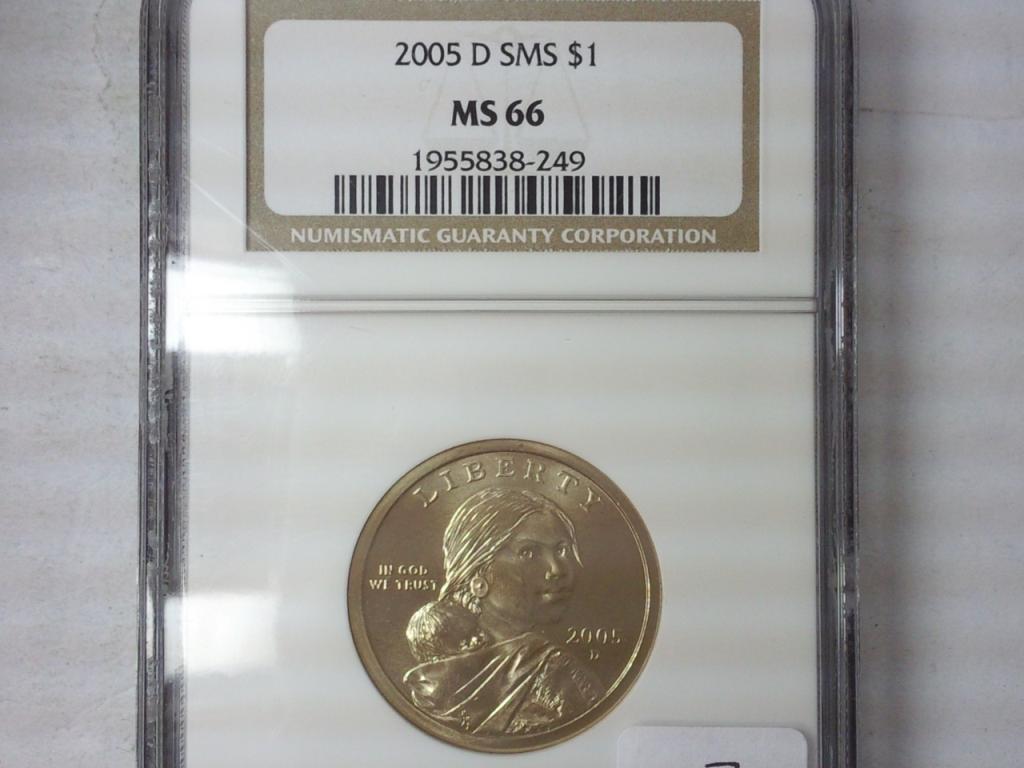 2005 D SMS $1
MS 66
1955838-249
NUMISMATIC GUARANTY CORPORATION
LIBERTY
IN GOD
WE TRUST
2005
D